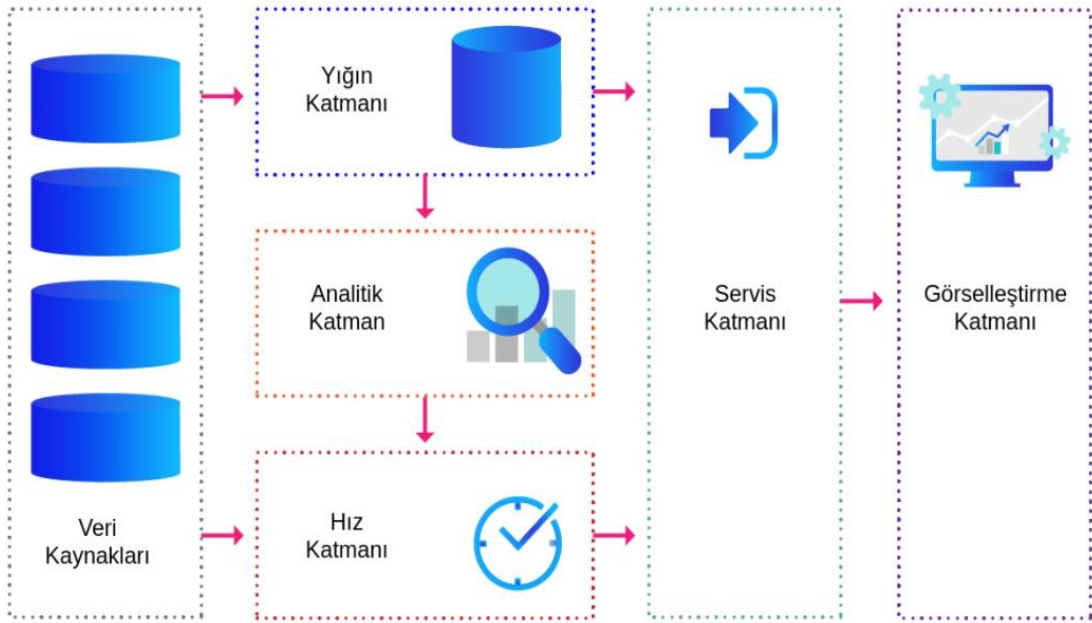 Yığın
Katmanı
Analitik
Katman
Servis
Katmanı
Görselleştirme
Katmanı
Veri
Kaynakları
Hız
Katmanı